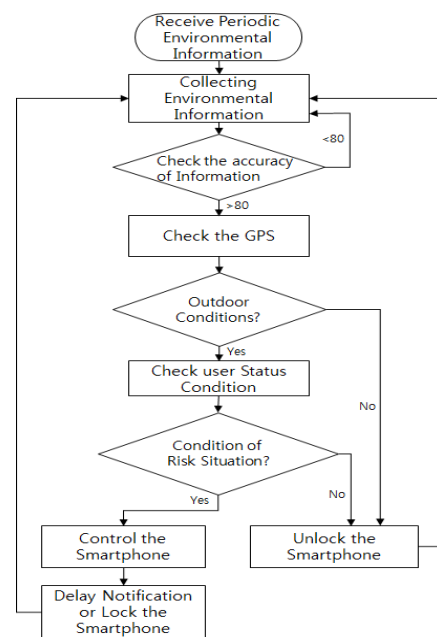 Receive Periodic
Environmental
Information
Collecting
Environmental
Information
<80
Check the accuracy
of Information
>80
Check the GPS
Outdoor
Conditions?
Yes
Check user Status
Condition
No
Condition of
Risk Situation?
Yes
No
Control the
Smartphone
Unlock the
Smartphone
Delay Notification
or Lock the
Smartphone